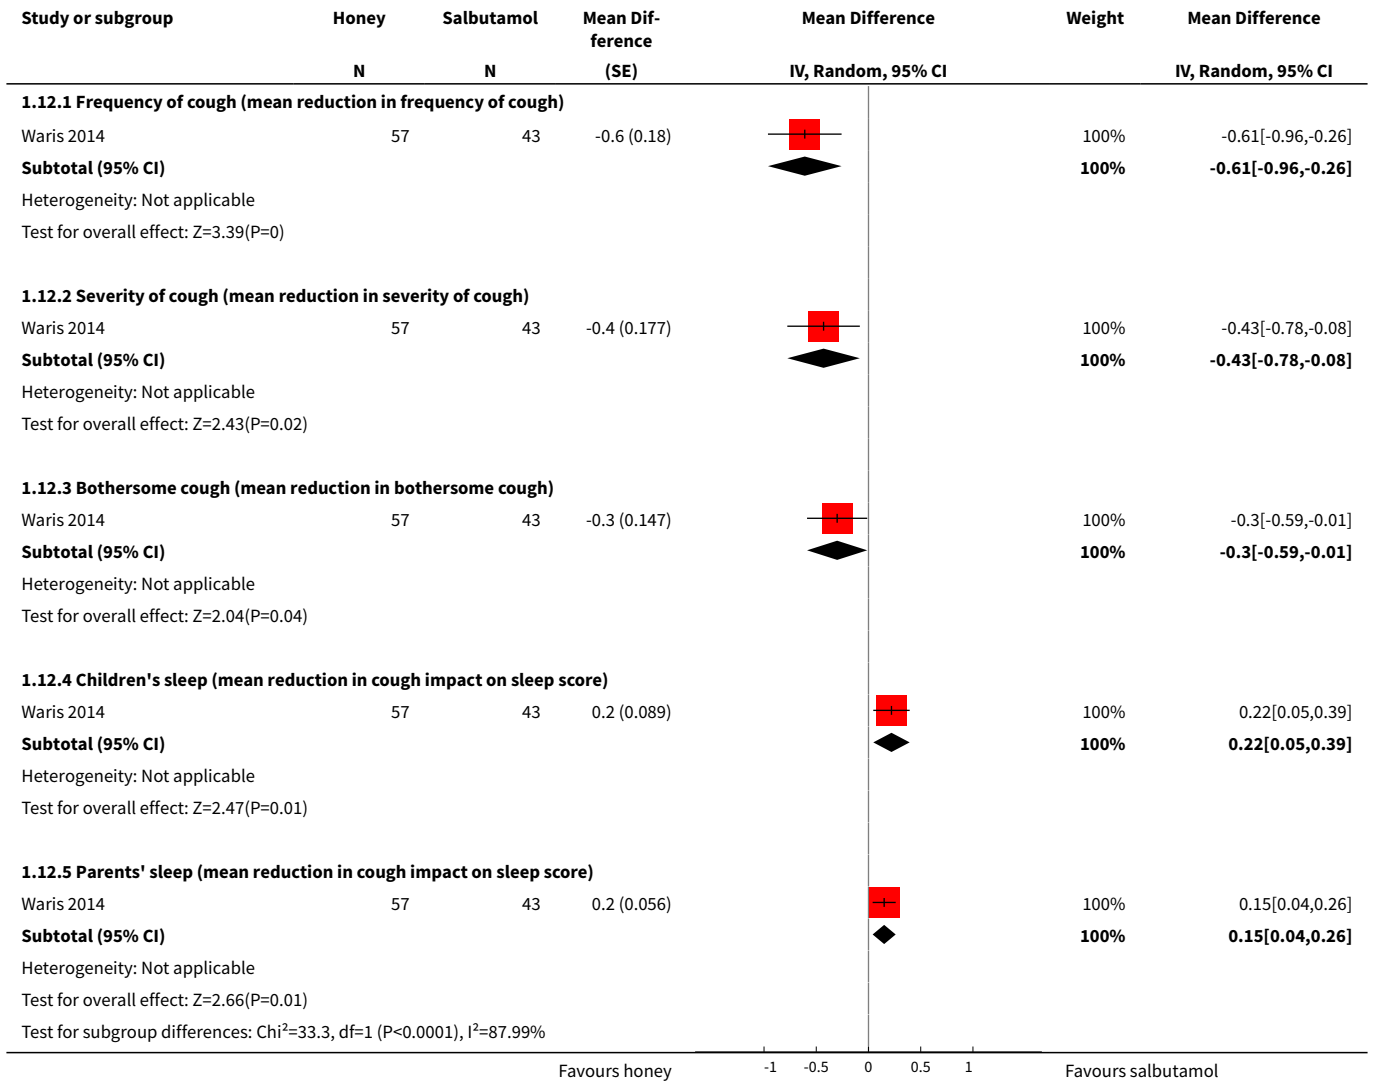 Study or subgroup Honey Salbutamol Mean Dif- Mean Difference Weight Mean Difference
ference
N N (SE) IV, Random, 95% CI IV, Random, 95% CI
1.12.1 Frequency of cough (mean reduction in frequency of cough)
Waris 2014 57 43 -0.6 (0.18) 100% -0.61[-0.96,-0.26]
Subtotal (95% CI) 100% -0.61[-0.96,-0.26]
Heterogeneity: Not applicable
Test for overall effect: Z=3.39(P=0)
1.12.2 Severity of cough (mean reduction in severity of cough)
Waris 2014 57 43 -0.4 (0.177) 100% -0.43[-0.78,-0.08]
Subtotal (95% CI) 100% -0.43[-0.78,-0.08]
Heterogeneity: Not applicable
Test for overall effect: Z=2.43(P=0.02)
1.12.3 Bothersome cough (mean reduction in bothersome cough)
Waris 2014 57 43 -0.3 (0.147) 100% -0.3[-0.59,-0.01]
Subtotal (95% CI) 100% -0.3[-0.59,-0.01]
Heterogeneity: Not applicable
Test for overall effect: Z=2.04(P=0.04)
1.12.4 Children's sleep (mean reduction in cough impact on sleep score)
Waris 2014 57 43 0.2 (0.089) 100% 0.22[0.05,0.39]
Subtotal (95% CI) 100% 0.22[0.05,0.39]
Heterogeneity: Not applicable
Test for overall effect: Z=2.47(P=0.01)
1.12.5 Parents' sleep (mean reduction in cough impact on sleep score)
Waris 2014 57 43 0.2 (0.056) 100% 0.15[0.04,0.26]
Subtotal (95% CI) 100% 0.15[0.04,0.26]
Heterogeneity: Not applicable
Test for overall effect: Z=2.66(P=0.01)
Test for subgroup differences: Chi²=33.3, df=1 (P<0.0001), I²=87.99%
Favours honey -1 -0.5 0 0.5 1 Favours salbutamol